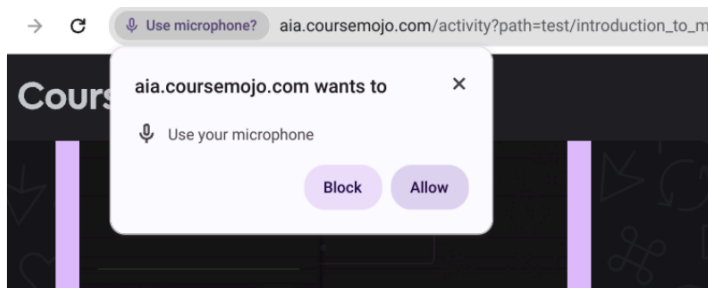 Use microphone? aia.coursemojo.com/activity?path=test/introduction_to_m
Cours
aia.coursemojo.com wants to
Use your microphone
Block Allow